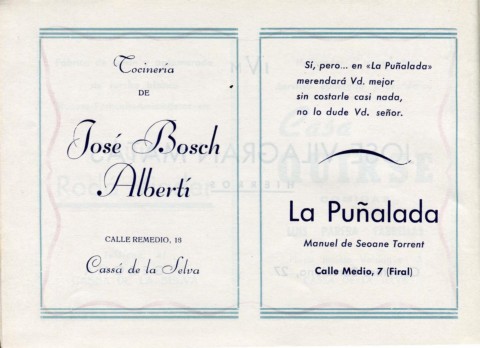 Tocinería
DE
José Bosch
Albertí
CALLE REMEDIO, 13
Cassá de la Selva
Sí, pero... en «La Puñalada»
merendará Vd. mejor
sin costarle casi nada,
no lo dude Vd. señor.
La Puñalada
Manuel de Seoane Torrent
Calle Medio, 7 (Firal)